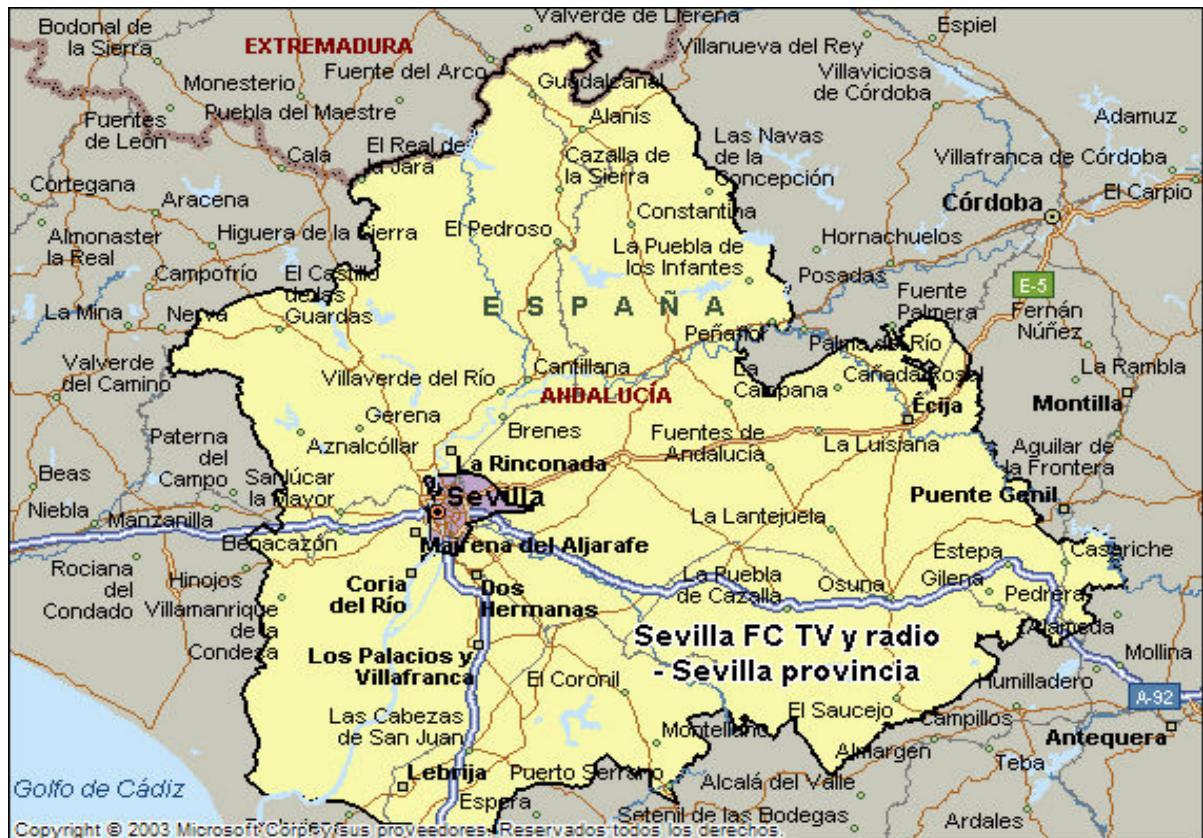 Valverde de Llerena
Bodonal de
la Sierra
EXTREMADURA
Espiel
Villanueva del Rey
Fuente del Arco
Monesterio
Guadalcanal
Villaviciosa
de Córdoba
Puebla del Maestre
Fuentes
de León
Alanis
Adamuz
El Real de
la Jara
Las Navas
de la
Concepción
Cala
Cazalla de
la Sierra
Villafranca de Córdoba
Cortegana
El Carpio
Aracena
Constantina
Córdoba
Almonaster
la Real
Higuera de la Sierra
El Pedroso
La Puebla de
los Infantes
Hornachuelos
Campofrío
El Castillo
de las
Guardas
Posadas
E-5
Fuente
Palmera
ESPAÑA
La Mina
Nerva
Fernán
Núñez
Peñaflor
Palma del Río
Valverde
del Camino
Cantillana
La
Campana
Cañada Rosal
La Rambla
Villaverde del Río
ANDALUCÍA
Écija
Montilla
Gerena
Brenes
Fuentes de
Andalucía
La Luisiana
Paterna
del
Campo
Aznalcóllar
Aguilar de
la Frontera
La Rinconada
Beas
Sanlúcar
la Mayor
Sevilla
Puente Genil
Niebla
Manzanilla
La Lantejuela
Benacazón
Mairena del Aljarafe
Estepa
Casariche
Rociana
del
Condado
Hinojos
Coria
del Río
Dos
Hermanas
La Puebla
de Cazalla
Osuna
Gilena
Pedrera
Villamanrique
de la
Condesa
Alameda
Sevilla FC TV y radio
- Sevilla provincia
Los Palacios y
Villafranca
Mollina
El Coronil
Humilladero
A-92
Las Cabezas
de San Juan
El Saucejo
Campillos
Montellano
Antequera
Almargen
Teba
Lebrija
Puerto Serrano
Alcalá del Valle
Golfo de Cádiz
Espera
Setenil de las Bodegas
Ardales
Copyright © 2003 Microsoft Corp. y/sus proveedores. Reservados todos los derechos.